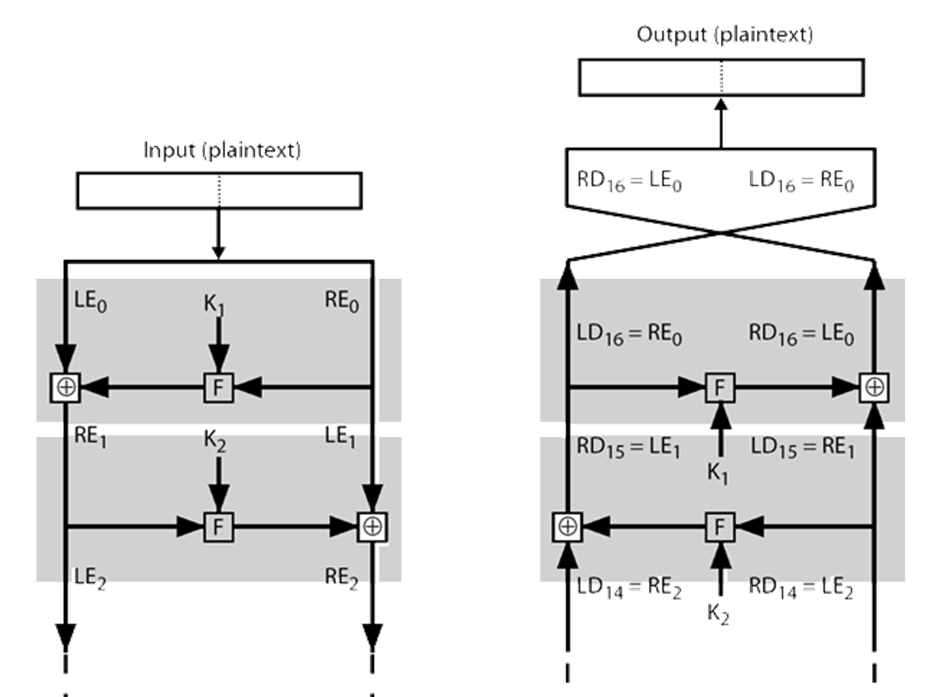 Input (plaintext)
LE0
K1
RE0
⊕
F
RE1
K2
LE1
F
⊕
LE2
RE2
Output (plaintext)
RD16 = LE0
LD16 = RE0
LD16 = RE0
RD16 = LE0
F
⊕
RD15 = LE1
K1
LD15 = RE1
⊕
F
LD14 = RE2
K2
RD14 = LE2